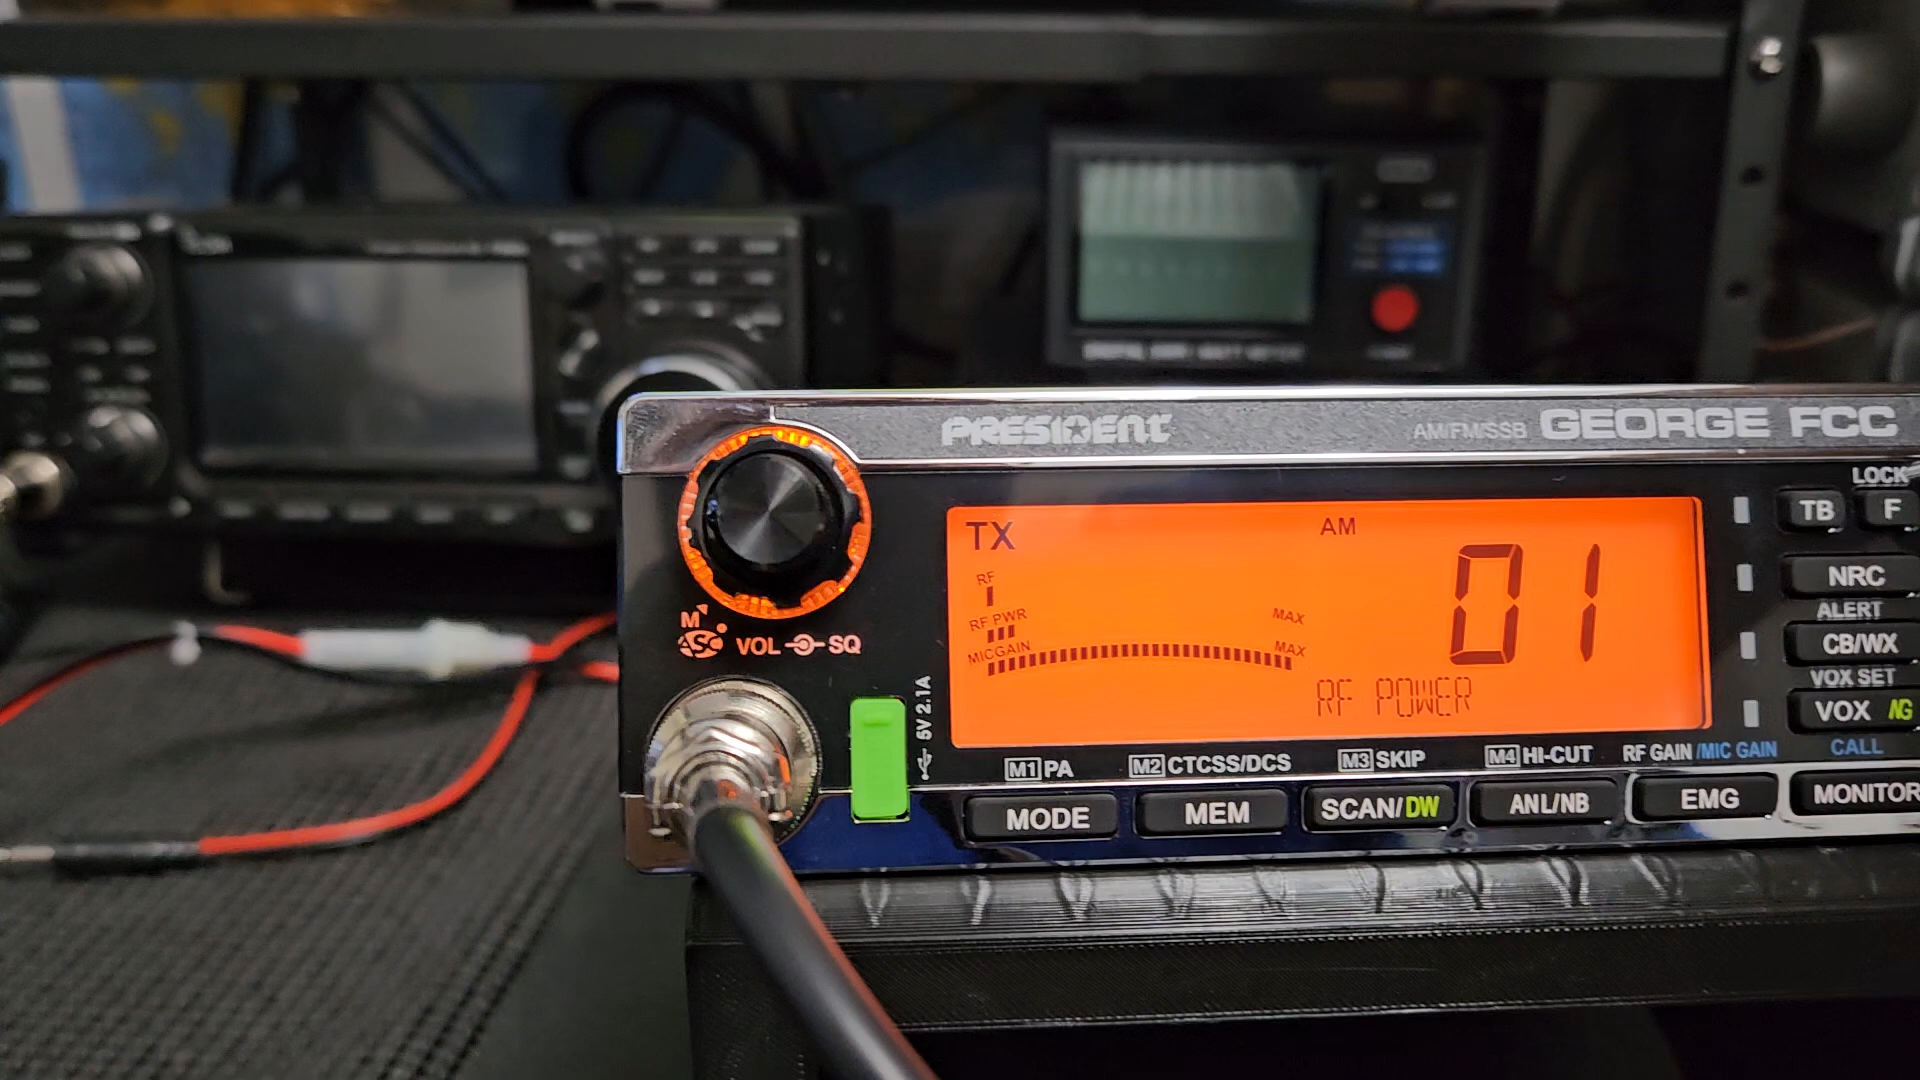 PRESIDENT
AM/FM/SSB GEORGE FCC
LOCK
TB F
TX AM
RF
RF PWR MAX
MICGAIN MAX
01
RF POWER
NRC
ALERT
CB/WX
VOX SET
VOX NG
M
ASC VOL SQ
5V 2.1A
M1 PA M2 CTCSS/DCS M3 SKIP M4 HI-CUT RF GAIN /MIC GAIN CALL
MODE MEM SCAN/DW ANL/NB EMG MONITOR